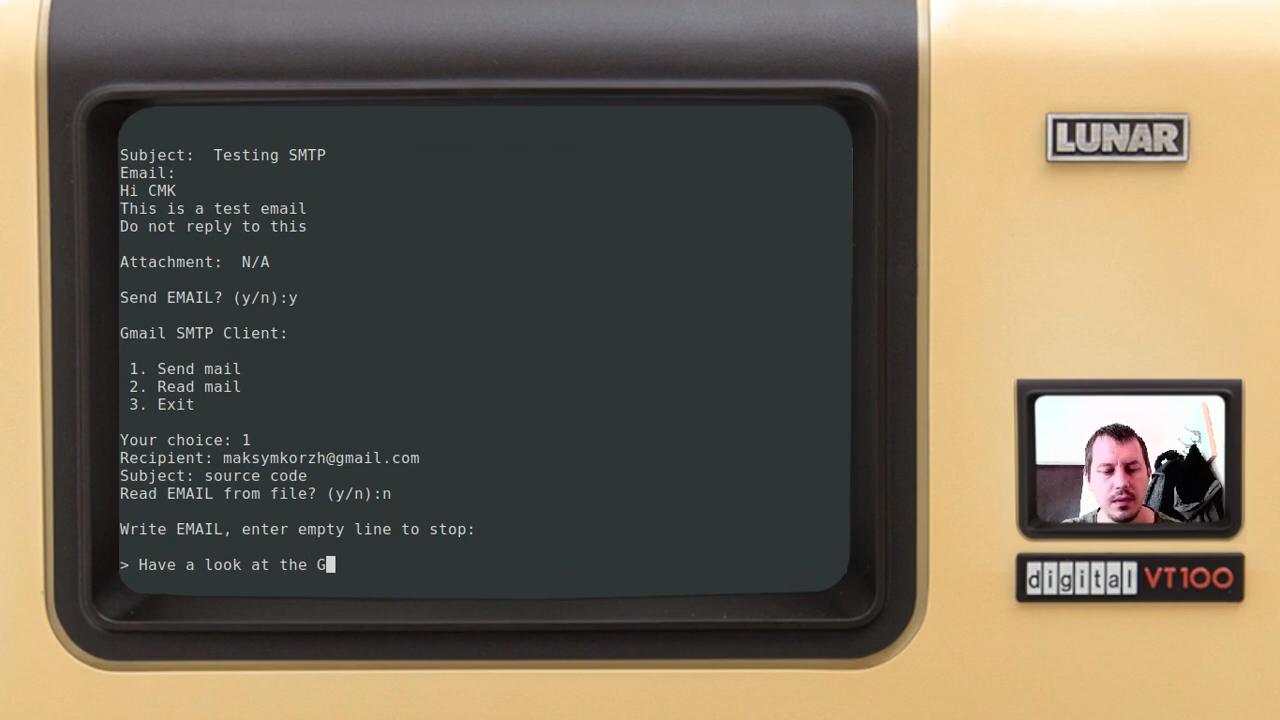 Subject:  Testing SMTP
Email:
Hi CMK
This is a test email
Do not reply to this
Attachment:  N/A
Send EMAIL? (y/n):y
Gmail SMTP Client:
1. Send mail
2. Read mail
3. Exit
Your choice: 1
Recipient: maksymkorzh@gmail.com
Subject: source code
Read EMAIL from file? (y/n):n
Write EMAIL, enter empty line to stop:
> Have a look at the G
LUNAR
digital VT100